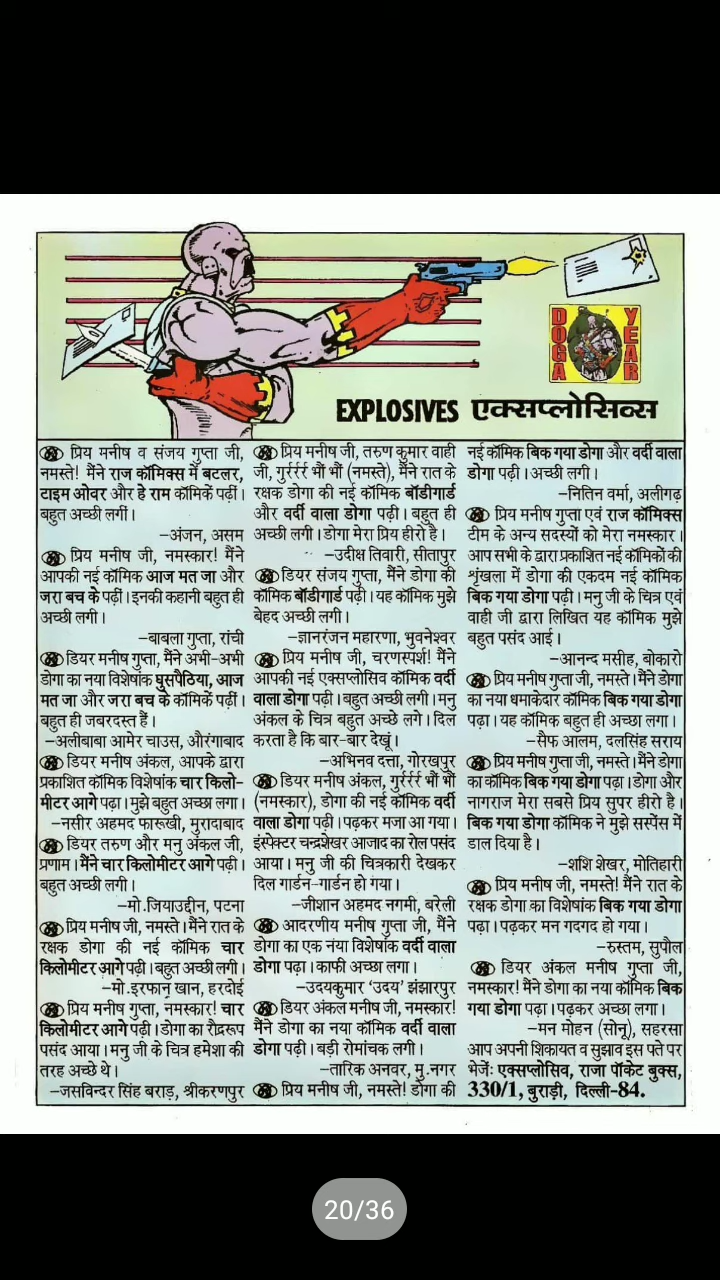 DOGA
YEAR
EXPLOSIVES एक्सप्लोसिव्स
प्रिय मनीष व संजय गुप्ता जी,
नमस्ते! मैंने राज कॉमिक्स में बटलर,
टाइम ओवर और हे राम कॉमिकें पढ़ीं।
बहुत अच्छी लगीं।
–अंजन, असम
प्रिय मनीष जी, नमस्कार! मैंने
आपकी नई कॉमिक आज मत जा और
जरा बच के पढ़ीं। इनकी कहानी बहुत ही
अच्छी लगी।
–बाबला गुप्ता, रांची
डियर मनीष गुप्ता, मैंने अभी-अभी
डोगा का नया विशेषांक घुसपैठिया, आज
मत जा और जरा बच के कॉमिकें पढ़ीं।
बहुत ही जबरदस्त हैं।
–अलीबाबा आमेर चाउस, औरंगाबाद
डियर मनीष अंकल, आपके द्वारा
प्रकाशित कॉमिक विशेषांक चार किलो-
मीटर आगे पढ़ा। मुझे बहुत अच्छा लगा।
–नसीर अहमद फारूखी, मुरादाबाद
डियर तरुण और मनु अंकल जी,
प्रणाम। मैंने चार किलोमीटर आगे पढ़ी।
बहुत अच्छी लगी।
–मो.जियाउद्दीन, पटना
प्रिय मनीष जी, नमस्ते। मैंने रात के
रक्षक डोगा की नई कॉमिक चार
किलोमीटर आगे पढ़ी। बहुत अच्छी लगी।
–मो.इरफान खान, हरदोई
प्रिय मनीष गुप्ता, नमस्कार! चार
किलोमीटर आगे पढ़ी। डोगा का रौद्ररूप
पसंद आया। मनु जी के चित्र हमेशा की
तरह अच्छे थे।
–जसविन्दर सिंह बराड़, श्रीकरणपुर
प्रिय मनीष जी, तरुण कुमार वाही
जी, गुर्रर्रर्र भौं भौं (नमस्ते), मैंने रात के
रक्षक डोगा की नई कॉमिक बॉडीगार्ड
और वर्दी वाला डोगा पढ़ी। बहुत ही
अच्छी लगी। डोगा मेरा प्रिय हीरो है।
–उदीक्ष तिवारी, सीतापुर
डियर संजय गुप्ता, मैंने डोगा की
कॉमिक बॉडीगार्ड पढ़ी। यह कॉमिक मुझे
बेहद अच्छी लगी।
–ज्ञानरंजन महारणा, भुवनेश्वर
प्रिय मनीष जी, चरणस्पर्श! मैंने
आपकी नई एक्सप्लोसिव कॉमिक वर्दी
वाला डोगा पढ़ी। बहुत अच्छी लगी। मनु
अंकल के चित्र बहुत अच्छे लगे। दिल
करता है कि बार-बार देखूं।
–अभिनव दत्ता, गोरखपुर
डियर मनीष अंकल, गुर्रर्रर्र भौं भौं
(नमस्कार), डोगा की नई कॉमिक वर्दी
वाला डोगा पढ़ी। पढ़कर मजा आ गया।
इंस्पेक्टर चन्द्रशेखर आजाद का रोल पसंद
आया। मनु जी की चित्रकारी देखकर
दिल गार्डन-गार्डन हो गया।
–जीशान अहमद नगमी, बरेली
आदरणीय मनीष गुप्ता जी, मैंने
डोगा का एक नया विशेषांक वर्दी वाला
डोगा पढ़ा। काफी अच्छा लगा।
–उदयकुमार ‘उदय’ झंझारपुर
डियर अंकल मनीष जी, नमस्कार!
मैंने डोगा का नया कॉमिक वर्दी वाला
डोगा पढ़ी। बड़ी रोमांचक लगी।
–तारिक अनवर, मु.नगर
प्रिय मनीष जी, नमस्ते! डोगा की
नई कॉमिक बिक गया डोगा और वर्दी वाला
डोगा पढ़ी। अच्छी लगी।
–नितिन वर्मा, अलीगढ़
प्रिय मनीष गुप्ता एवं राज कॉमिक्स
टीम के अन्य सदस्यों को मेरा नमस्कार।
आप सभी के द्वारा प्रकाशित नई कॉमिकों की
शृंखला में डोगा की एकदम नई कॉमिक
बिक गया डोगा पढ़ी। मनु जी के चित्र एवं
वाही जी द्वारा लिखित यह कॉमिक मुझे
बहुत पसंद आई।
–आनन्द मसीह, बोकारो
प्रिय मनीष गुप्ता जी, नमस्ते। मैंने डोगा
का नया धमाकेदार कॉमिक बिक गया डोगा
पढ़ा। यह कॉमिक बहुत ही अच्छा लगा।
–सैफ आलम, दलसिंह सराय
प्रिय मनीष गुप्ता जी, नमस्ते। मैंने डोगा
का कॉमिक बिक गया डोगा पढ़ा। डोगा और
नागराज मेरा सबसे प्रिय सुपर हीरो है।
बिक गया डोगा कॉमिक ने मुझे सस्पेंस में
डाल दिया है।
–शशि शेखर, मोतिहारी
प्रिय मनीष जी, नमस्ते! मैंने रात के
रक्षक डोगा का विशेषांक बिक गया डोगा
पढ़ा। पढ़कर मन गदगद हो गया।
–रुस्तम, सुपौल
डियर अंकल मनीष गुप्ता जी,
नमस्कार! मैंने डोगा का नया कॉमिक बिक
गया डोगा पढ़ा। पढ़कर अच्छा लगा।
–मन मोहन (सोनू), सहरसा
आप अपनी शिकायत व सुझाव इस पते पर
भेजें: एक्सप्लोसिव, राजा पॉकेट बुक्स,
330/1, बुराड़ी, दिल्ली-84.
20/36